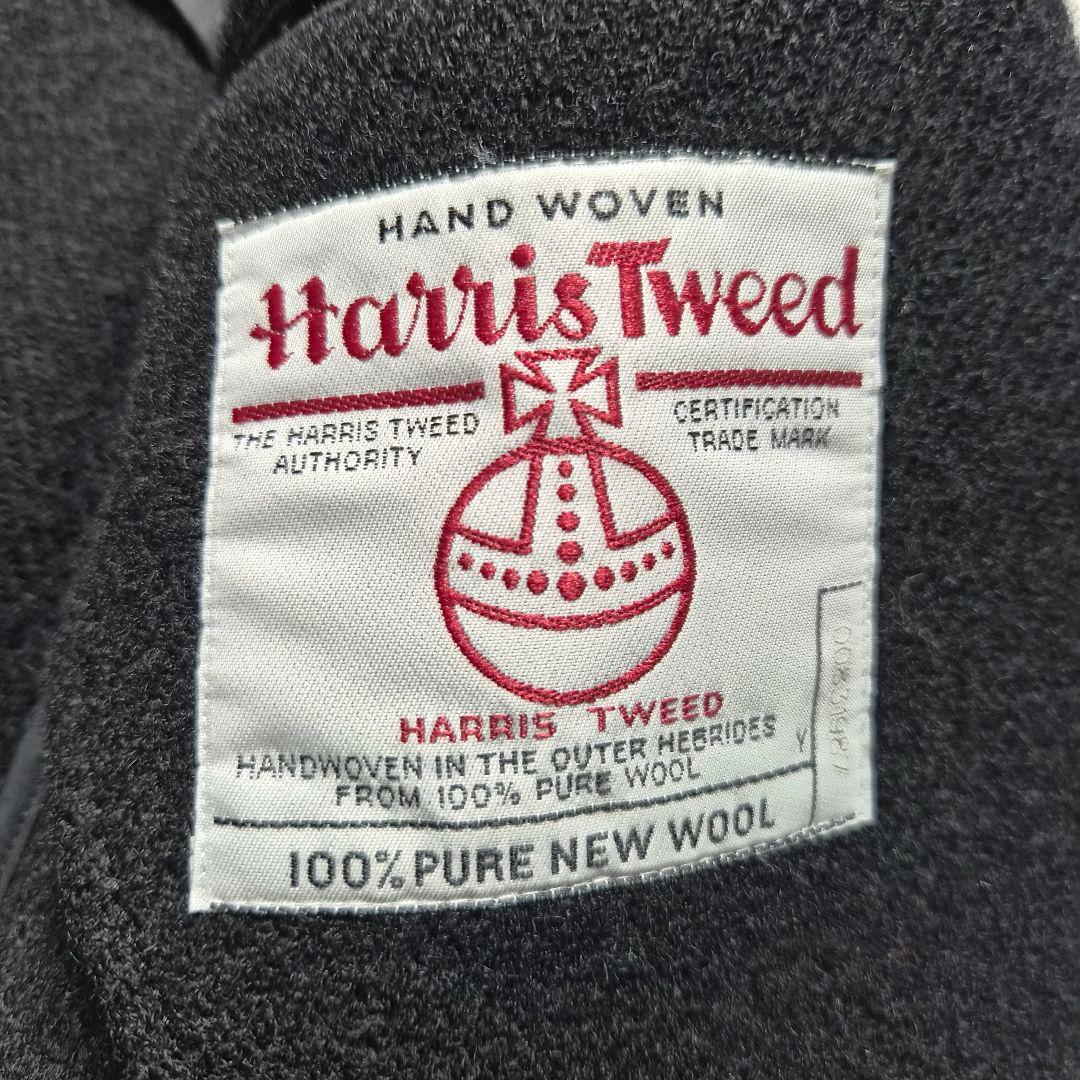 HAND WOVEN
Harris Tweed
THE HARRIS TWEED
AUTHORITY
CERTIFICATION
TRADE MARK
HARRIS TWEED
HANDWOVEN IN THE OUTER HEBRIDES
FROM 100% PURE WOOL
Y
100% PURE NEW WOOL